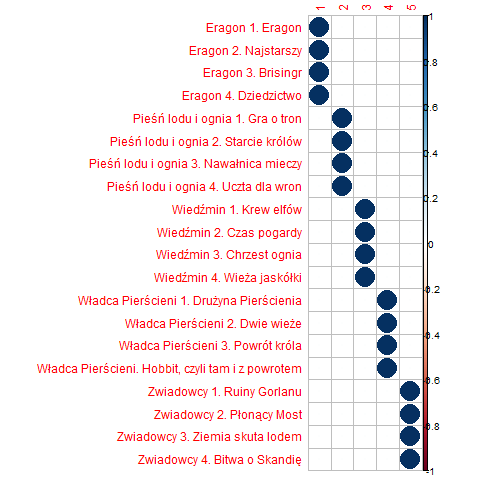 1 2 3 4 5
Eragon 1. Eragon
Eragon 2. Najstarszy
Eragon 3. Brisingr
Eragon 4. Dziedzictwo
Pieśń lodu i ognia 1. Gra o tron
Pieśń lodu i ognia 2. Starcie królów
Pieśń lodu i ognia 3. Nawałnica mieczy
Pieśń lodu i ognia 4. Uczta dla wron
Wiedźmin 1. Krew elfów
Wiedźmin 2. Czas pogardy
Wiedźmin 3. Chrzest ognia
Wiedźmin 4. Wieża jaskółki
Władca Pierścieni 1. Drużyna Pierścienia
Władca Pierścieni 2. Dwie wieże
Władca Pierścieni 3. Powrót króla
Władca Pierścieni. Hobbit, czyli tam i z powrotem
Zwiadowcy 1. Ruiny Gorlanu
Zwiadowcy 2. Płonący Most
Zwiadowcy 3. Ziemia skuta lodem
Zwiadowcy 4. Bitwa o Skandię
1
0.8
0.6
0.4
0.2
0
-0.2
-0.4
-0.6
-0.8
-1